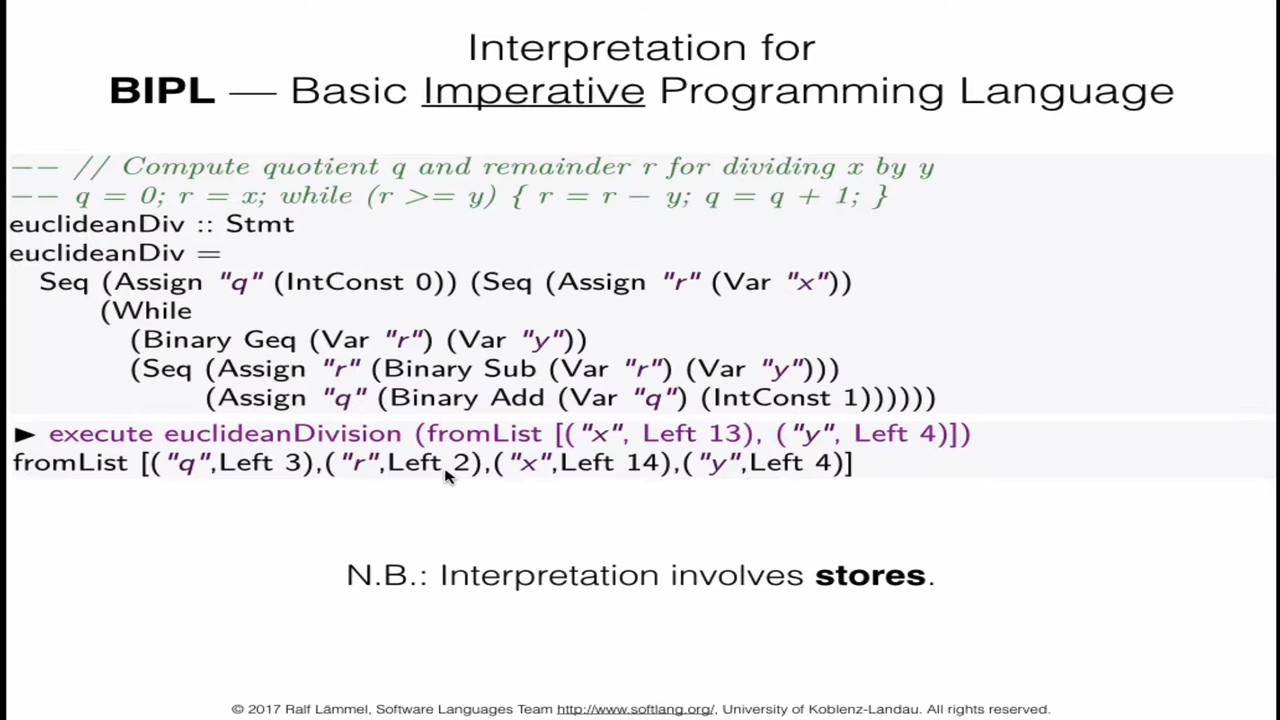 Interpretation for
BIPL — Basic Imperative Programming Language
-- // Compute quotient q and remainder r for dividing x by y
-- q = 0; r = x; while (r >= y) { r = r − y; q = q + 1; }
euclideanDiv :: Stmt
euclideanDiv =
Seq (Assign "q" (IntConst 0)) (Seq (Assign "r" (Var "x"))
(While
(Binary Geq (Var "r") (Var "y"))
(Seq (Assign "r" (Binary Sub (Var "r") (Var "y")))
(Assign "q" (Binary Add (Var "q") (IntConst 1))))))
► execute euclideanDivision (fromList [("x", Left 13), ("y", Left 4)])
fromList [("q",Left 3),("r",Left 2),("x",Left 14),("y",Left 4)]
N.B.: Interpretation involves stores.
© 2017 Ralf Lämmel, Software Languages Team http://www.softlang.org/, University of Koblenz-Landau. All rights reserved.